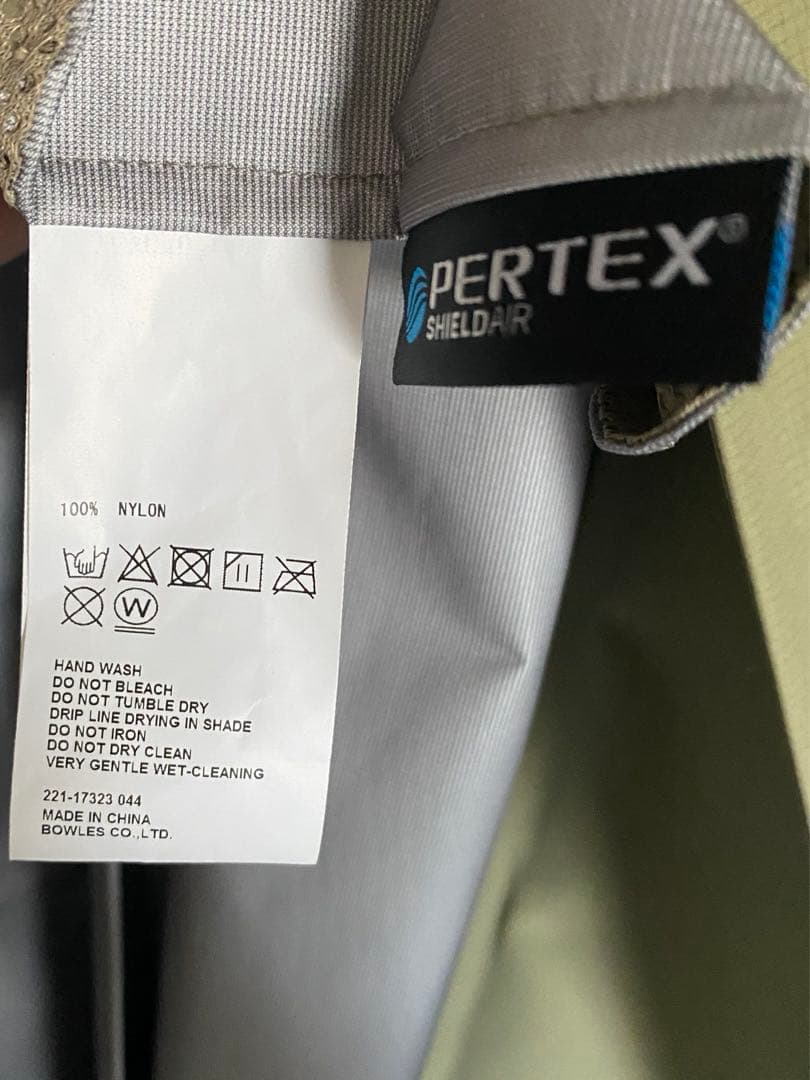 PERTEX®
SHIELDAIR
100% NYLON
W
HAND WASH
DO NOT BLEACH
DO NOT TUMBLE DRY
DRIP LINE DRYING IN SHADE
DO NOT IRON
DO NOT DRY CLEAN
VERY GENTLE WET-CLEANING
221-17323 044
MADE IN CHINA
BOWLES CO.,LTD.